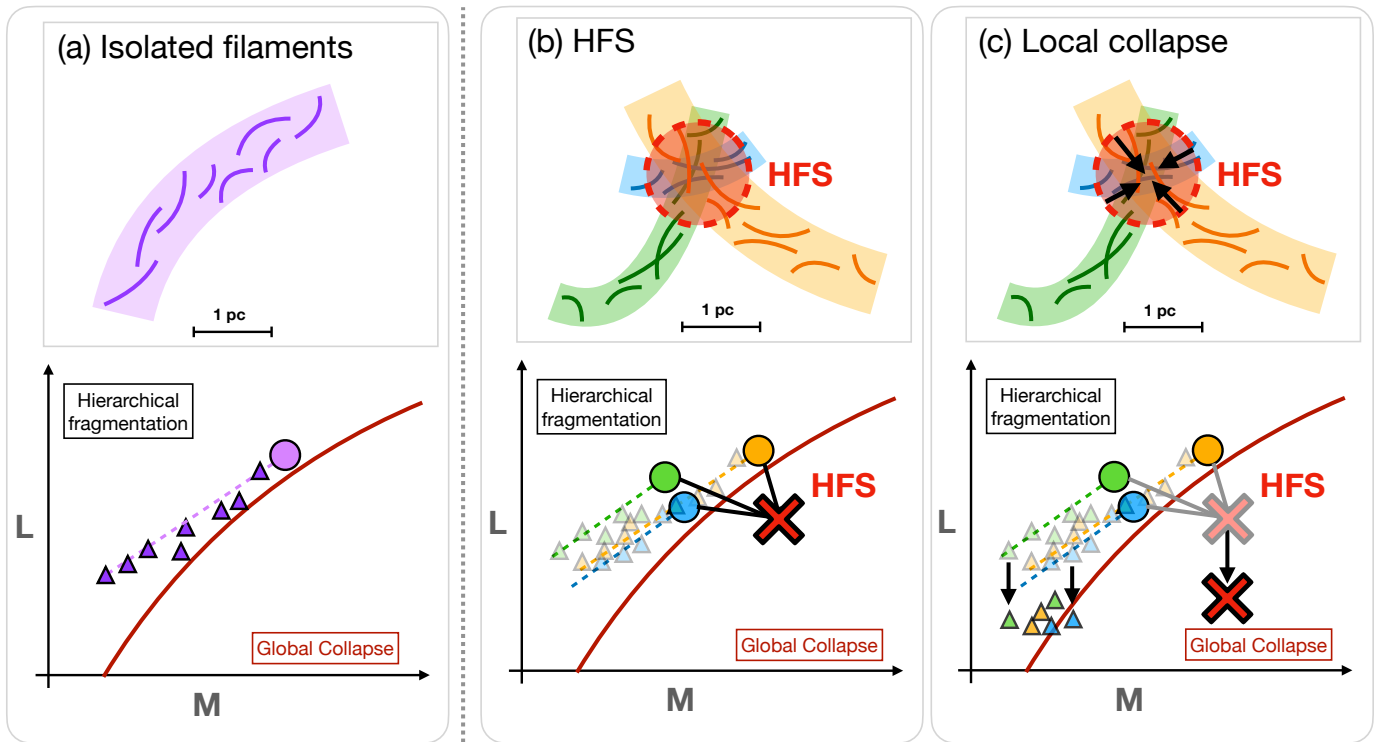 (a) Isolated filaments
1 pc
Hierarchical
fragmentation
L
Global Collapse
M
(b) HFS
HFS
1 pc
Hierarchical
fragmentation
HFS
L
Global Collapse
M
(c) Local collapse
HFS
1 pc
Hierarchical
fragmentation
HFS
L
Global Collapse
M